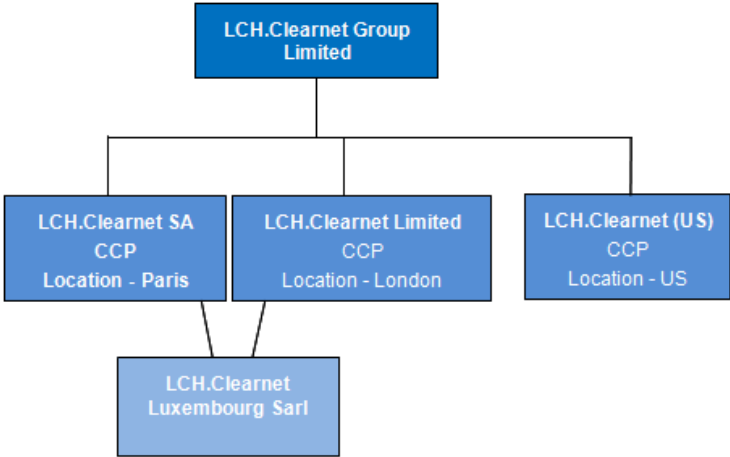 LCH.Clearnet Group
Limited
LCH.Clearnet SA
CCP
Location - Paris
LCH.Clearnet Limited
CCP
Location - London
LCH.Clearnet (US)
CCP
Location - US
LCH.Clearnet
Luxembourg Sarl